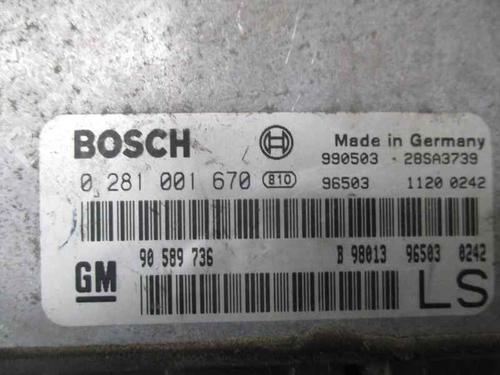 BOSCH Made in Germany
990503 - 28SA3739
0 281 001 670 810 96503 1120 0242
GM 90 589 736 B 98013 96503 0242
LS